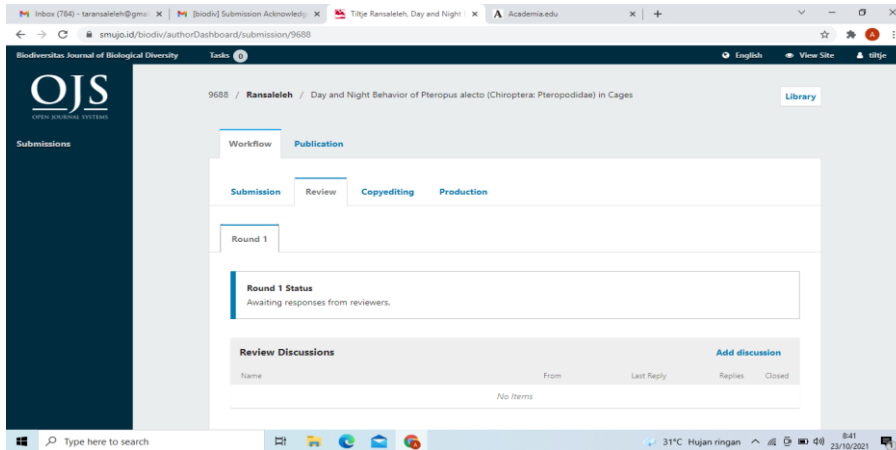 Inbox (784) - taransaleleh@gmai
[biodiv] Submission Acknowledg
Tiltje Ransaleleh, Day and Night
Academia.edu
smujo.id/biodiv/authorDashboard/submission/9688
Biodiversitas Journal of Biological Diversity
Tasks 0
English
View Site
tiltje
OJS
OPEN JOURNAL SYSTEMS
Submissions
9688 / Ransaleleh / Day and Night Behavior of Pteropus alecto (Chiroptera: Pteropodidae) in Cages
Library
Workflow Publication
Submission Review Copyediting Production
Round 1
Round 1 Status
Awaiting responses from reviewers.
Review Discussions Add discussion
Name From Last Reply Replies Closed
No Items
Type here to search
31°C Hujan ringan
8:41
23/10/2021